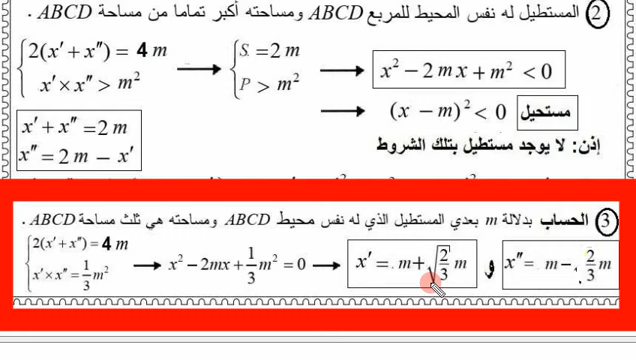 ② المستطيل له نفس المحيط للمربع ABCD ومساحته أكبر تماما من مساحة ABCD .
{ 2(x′ + x″) = 4 m → { S = 2 m → x² − 2 m x + m² < 0
x′ × x″ > m² P > m²
→ (x − m)² < 0 مستحيل
x′ + x″ = 2 m
x″ = 2 m − x′
إذن: لا يوجد مستطيل بتلك الشروط
③ الحساب بدلالة m بعدي المستطيل الذي له نفس محيط ABCD ومساحته هي ثلث مساحة ABCD .
{ 2(x′ + x″) = 4 m
x′ × x″ = 1/3 m² → x² − 2mx + 1/3 m² = 0 → x′ = m + √(2/3) m و x″ = m − 2/3 m